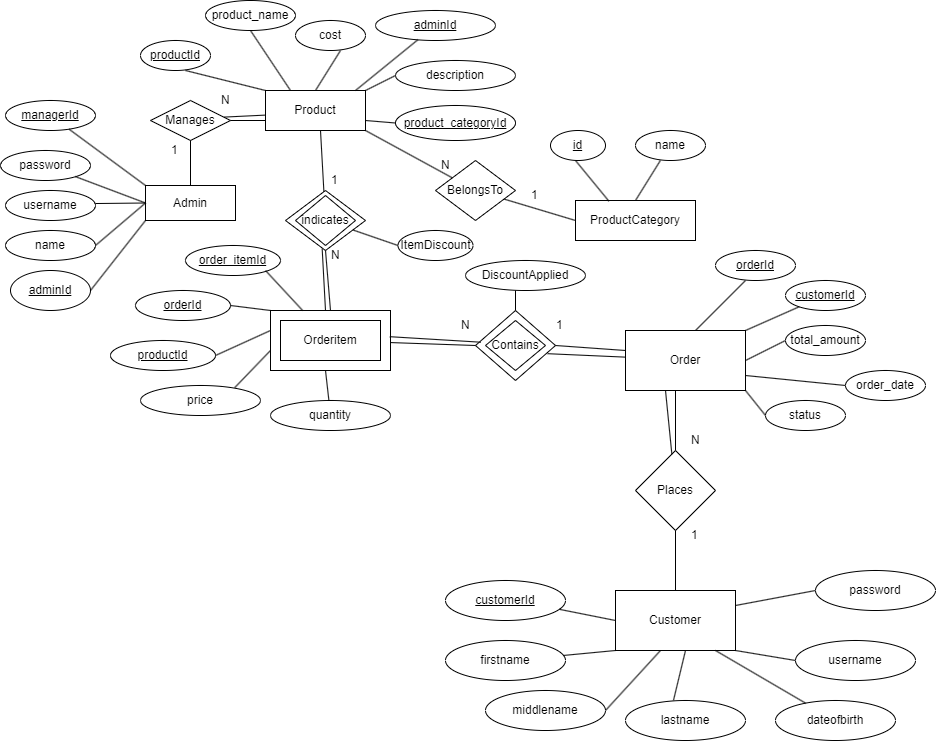 product_name
cost
adminId
productId
description
N
Product
managerId
Manages
product_categoryId
1
id
name
password
N
BelongsTo
1
username
Admin
1
ProductCategory
indicates
name
ItemDiscount
N
order_itemId
orderId
adminId
DiscountApplied
customerId
orderId
N
1
Orderitem
Contains
total_amount
productId
Order
order_date
price
quantity
status
N
Places
1
customerId
password
Customer
firstname
username
middlename
lastname
dateofbirth